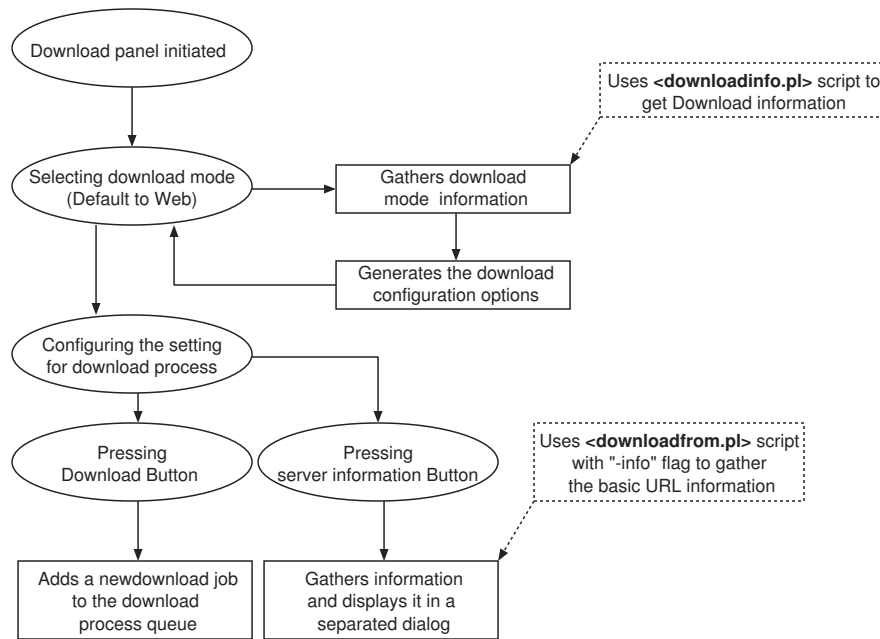 Download panel initiated
Uses <downloadinfo.pl> script to
get Download information
Selecting download mode
(Default to Web)
Gathers download
mode information
Generates the download
configuration options
Configuring the setting
for download process
Pressing
Download Button
Pressing
server information Button
Uses <downloadfrom.pl> script
with "-info" flag to gather
the basic URL information
Adds a newdownload job
to the download
process queue
Gathers information
and displays it in a
separated dialog